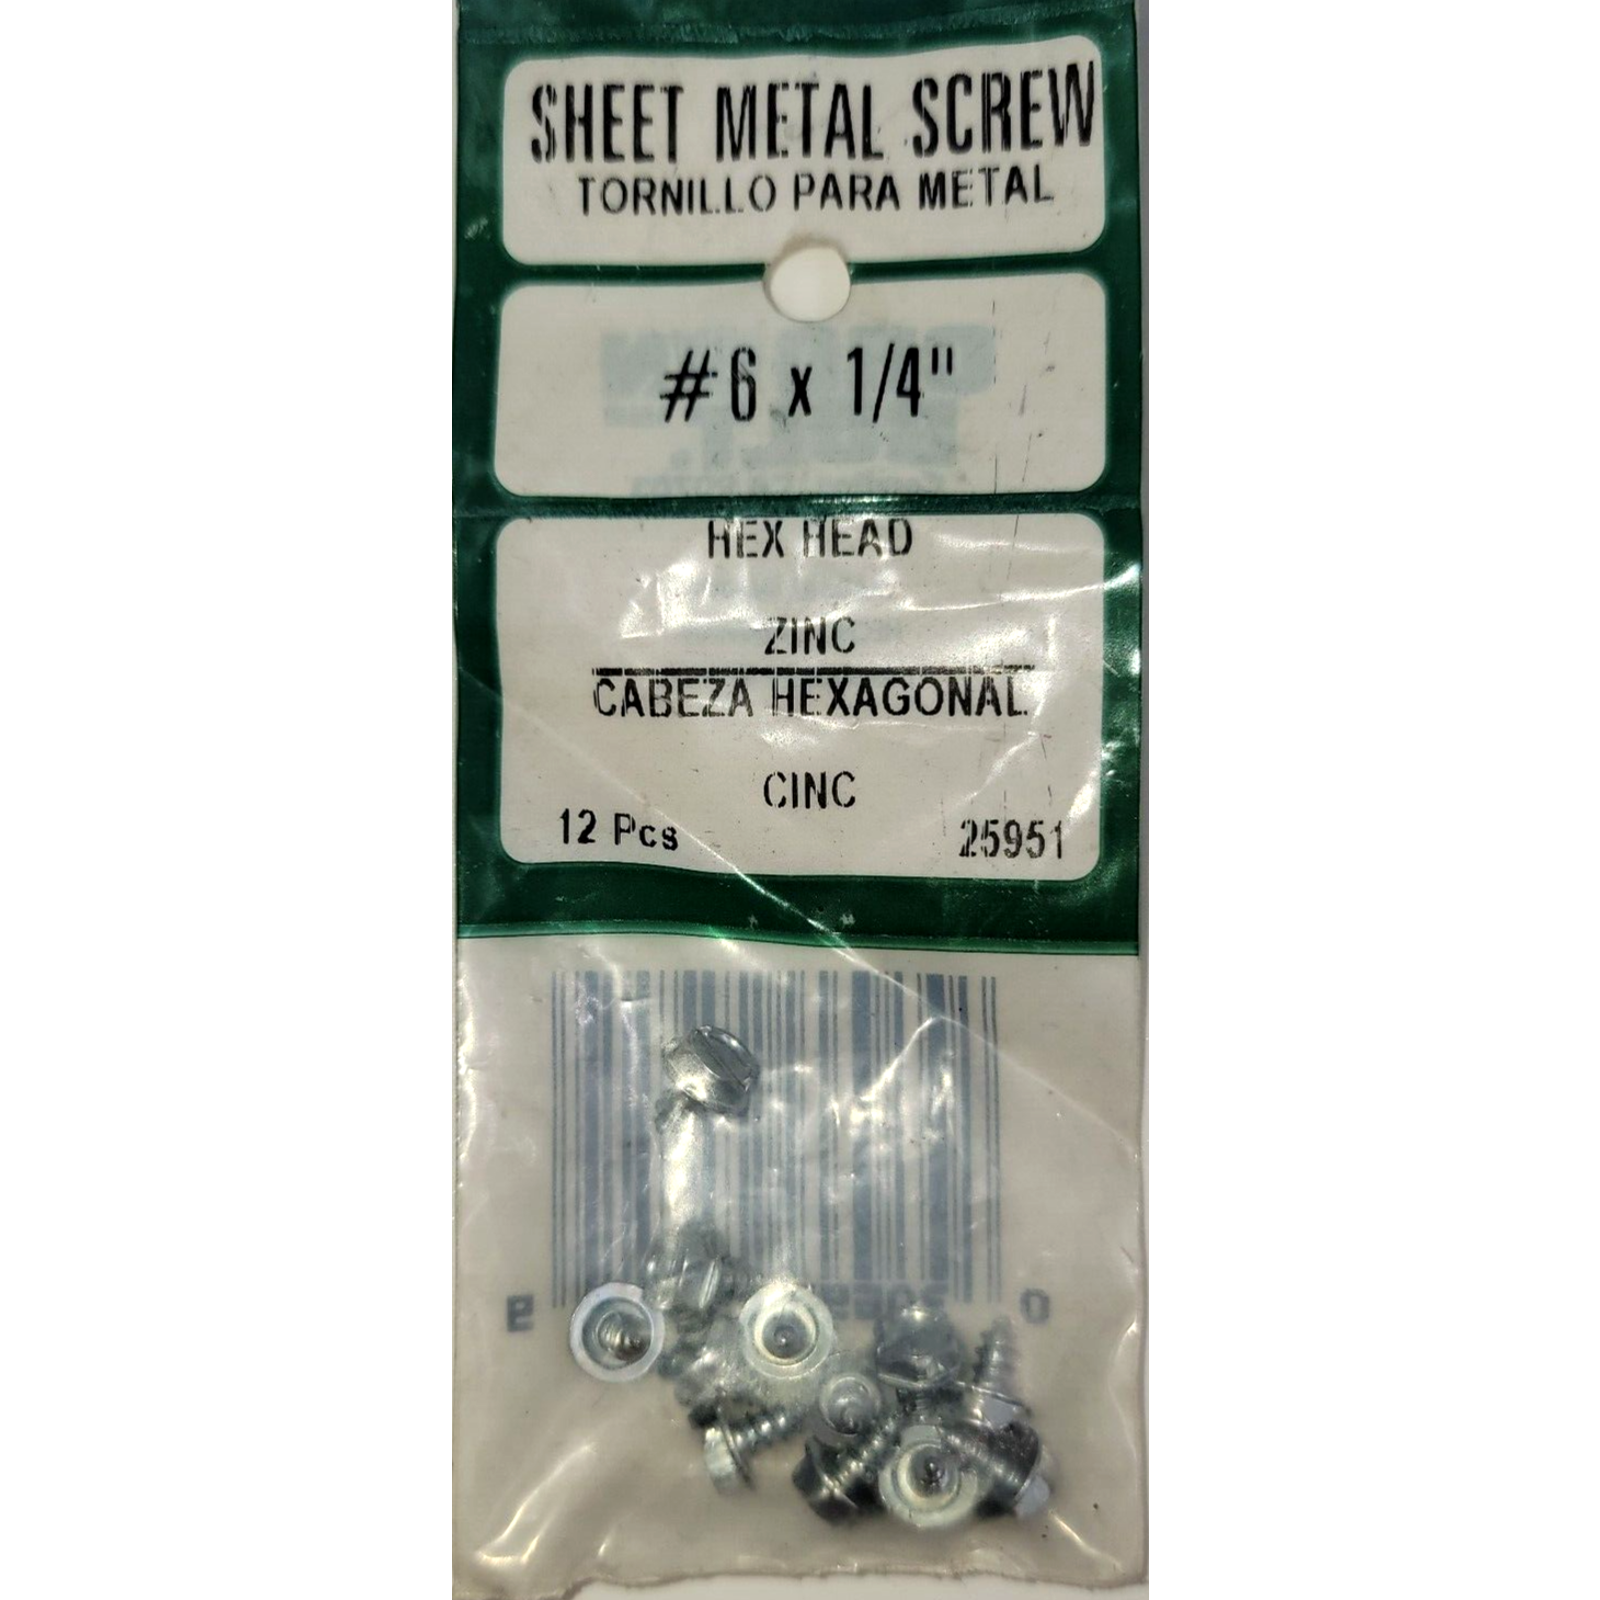 SHEET METAL SCREW
TORNILLO PARA METAL
#6 x 1/4"
HEX HEAD
ZINC
CABEZA HEXAGONAL
CINC
12 Pcs
25951